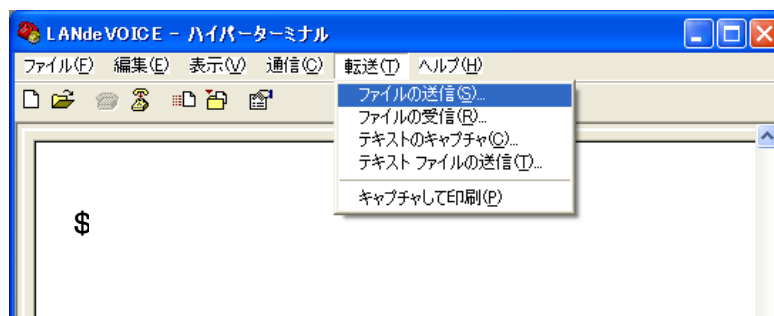 LANdeVOICE - ハイパーターミナル
ファイル(F) 編集(E) 表示(V) 通信(C) 転送(T) ヘルプ(H)
ファイルの送信(S)...
ファイルの受信(R)...
テキストのキャプチャ(C)...
テキスト ファイルの送信(T)...
キャプチャして印刷(P)
$